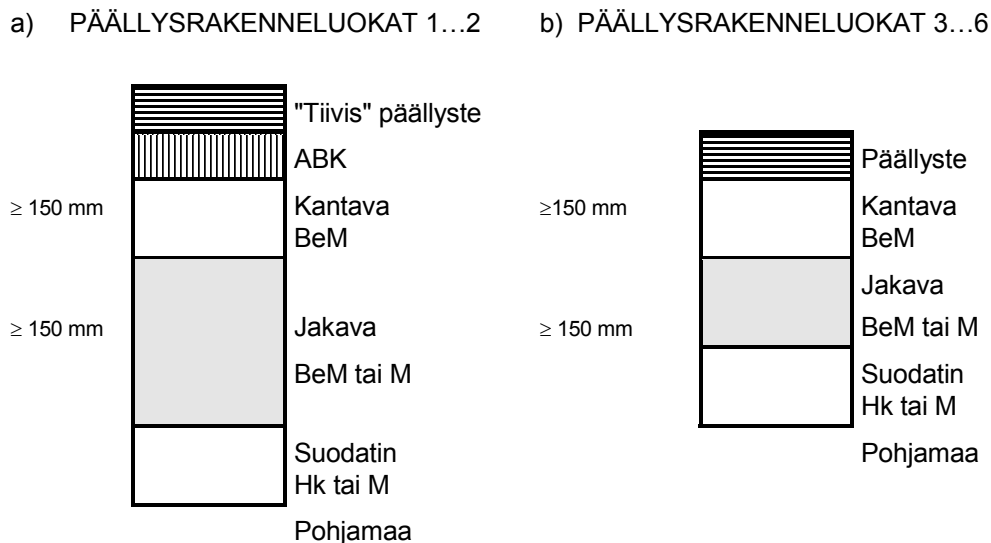 a) PÄÄLLYSRAKENNELUOKAT 1…2
"Tiivis" päällyste
ABK
≥ 150 mm
Kantava
BeM
≥ 150 mm
Jakava
BeM tai M
Suodatin
Hk tai M
Pohjamaa
b) PÄÄLLYSRAKENNELUOKAT 3…6
Päällyste
≥150 mm
Kantava
BeM
Jakava
≥ 150 mm
BeM tai M
Suodatin
Hk tai M
Pohjamaa